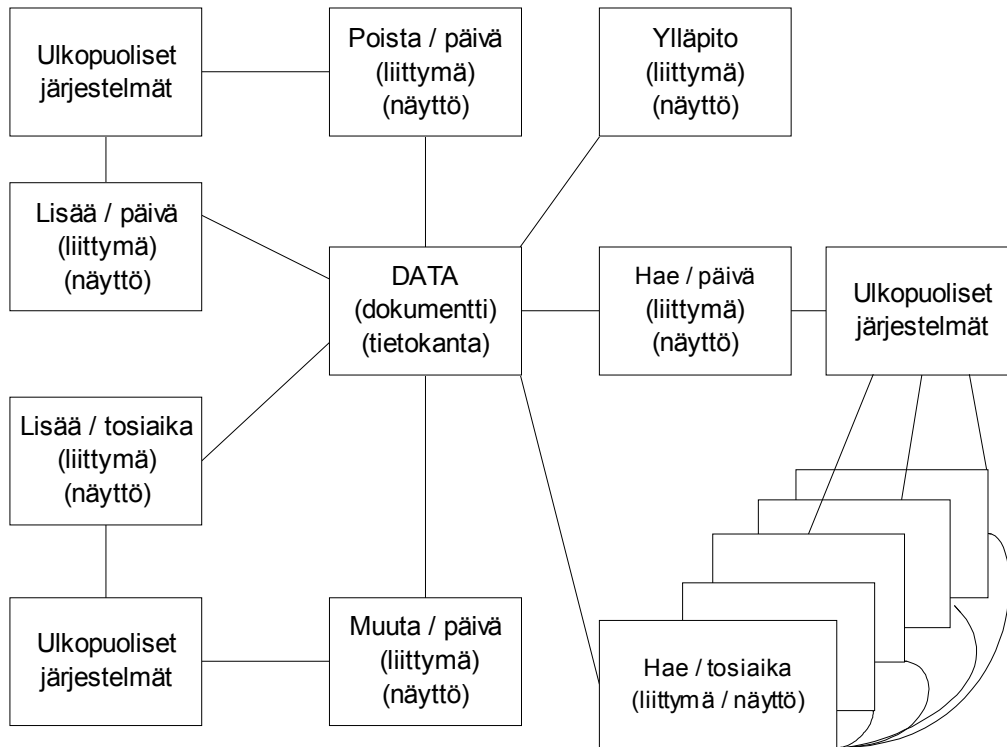 Ulkopuoliset
järjestelmät
Poista / päivä
(liittymä)
(näyttö)
Ylläpito
(liittymä)
(näyttö)
Lisää / päivä
(liittymä)
(näyttö)
DATA
(dokumentti)
(tietokanta)
Hae / päivä
(liittymä)
(näyttö)
Ulkopuoliset
järjestelmät
Lisää / tosiaika
(liittymä)
(näyttö)
Ulkopuoliset
järjestelmät
Muuta / päivä
(liittymä)
(näyttö)
Hae / tosiaika
(liittymä / näyttö)